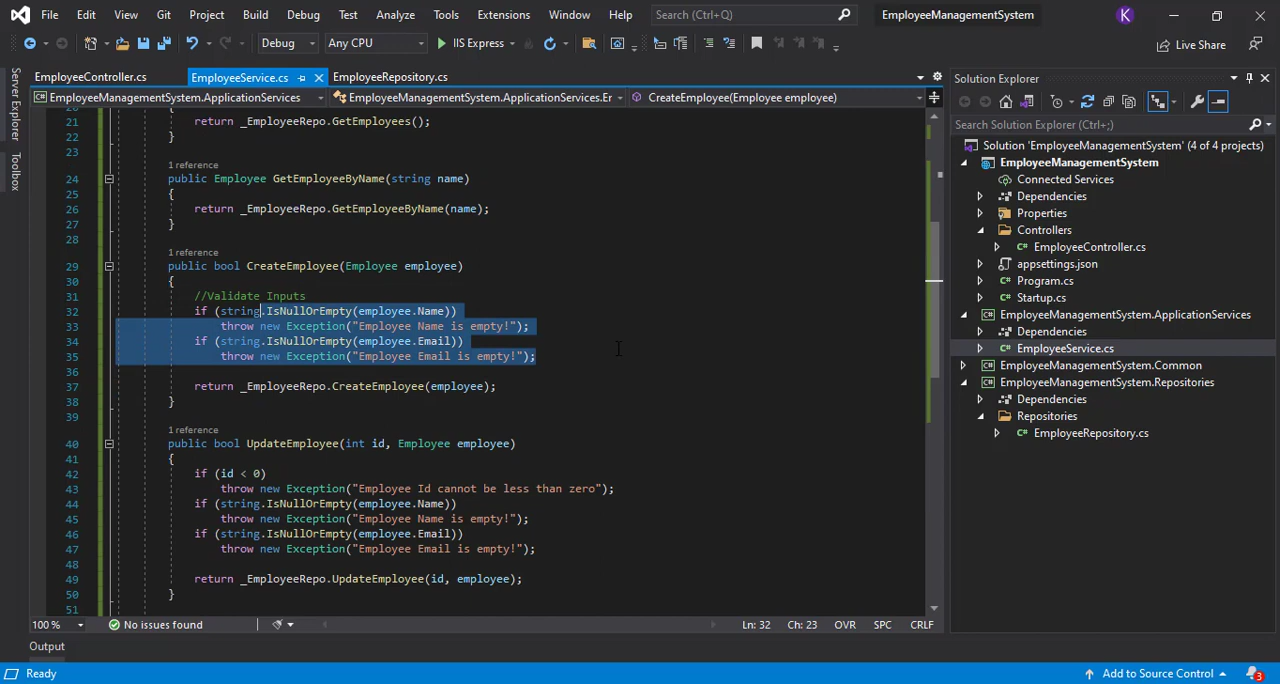 File Edit View Git Project Build Debug Test Analyze Tools Extensions Window Help Search (Ctrl+Q) EmployeeManagementSystem K
Debug Any CPU IIS Express Live Share
Server Explorer
Toolbox
EmployeeController.cs EmployeeService.cs EmployeeRepository.cs
EmployeeManagementSystem.ApplicationServices EmployeeManagementSystem.ApplicationServices.Er CreateEmployee(Employee employee)
21 return _EmployeeRepo.GetEmployees();
22 }
23
1 reference
24 public Employee GetEmployeeByName(string name)
25 {
26 return _EmployeeRepo.GetEmployeeByName(name);
27 }
28
1 reference
29 public bool CreateEmployee(Employee employee)
30 {
31 //Validate Inputs
32 if (string.IsNullOrEmpty(employee.Name))
33 throw new Exception("Employee Name is empty!");
34 if (string.IsNullOrEmpty(employee.Email))
35 throw new Exception("Employee Email is empty!");
36
37 return _EmployeeRepo.CreateEmployee(employee);
38 }
39
1 reference
40 public bool UpdateEmployee(int id, Employee employee)
41 {
42 if (id < 0)
43 throw new Exception("Employee Id cannot be less than zero");
44 if (string.IsNullOrEmpty(employee.Name))
45 throw new Exception("Employee Name is empty!");
46 if (string.IsNullOrEmpty(employee.Email))
47 throw new Exception("Employee Email is empty!");
48
49 return _EmployeeRepo.UpdateEmployee(id, employee);
50 }
51
100 % No issues found Ln: 32 Ch: 23 OVR SPC CRLF
Output
Ready Add to Source Control 3
Solution Explorer
Search Solution Explorer (Ctrl+;)
Solution 'EmployeeManagementSystem' (4 of 4 projects)
EmployeeManagementSystem
Connected Services
Dependencies
Properties
Controllers
C# EmployeeController.cs
appsettings.json
C# Program.cs
C# Startup.cs
EmployeeManagementSystem.ApplicationServices
Dependencies
C# EmployeeService.cs
EmployeeManagementSystem.Common
EmployeeManagementSystem.Repositories
Dependencies
Repositories
C# EmployeeRepository.cs